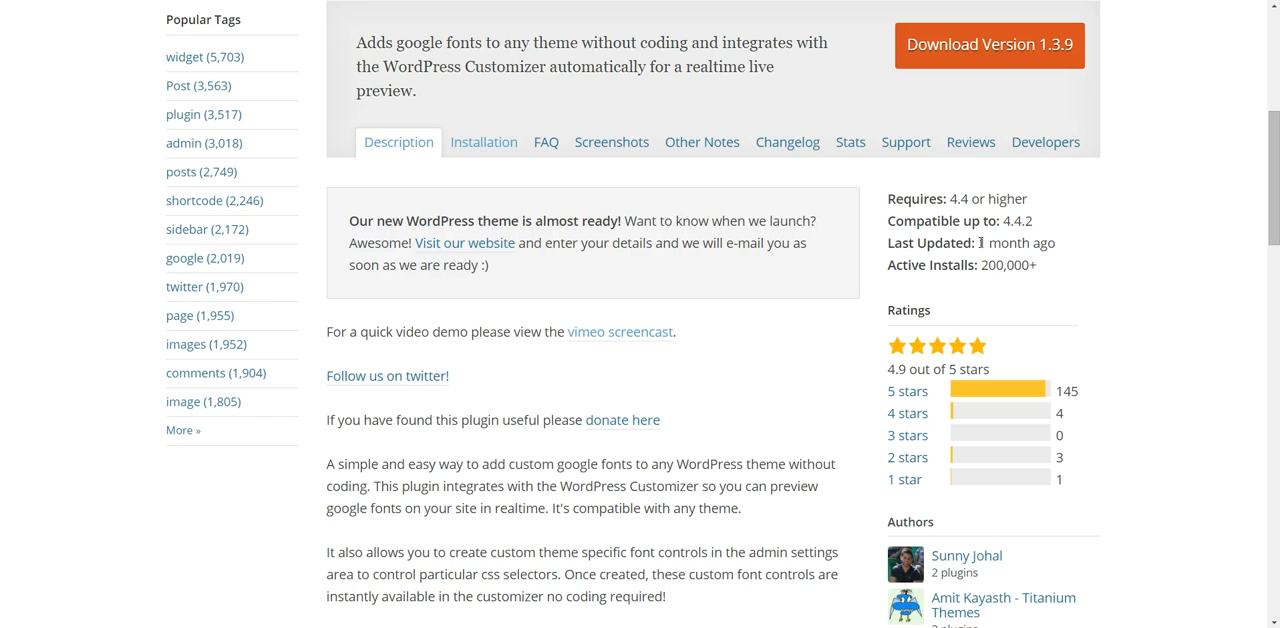 Popular Tags
widget (5,703)
Post (3,563)
plugin (3,517)
admin (3,018)
posts (2,749)
shortcode (2,246)
sidebar (2,172)
google (2,019)
twitter (1,970)
page (1,955)
images (1,952)
comments (1,904)
image (1,805)
More »
Adds google fonts to any theme without coding and integrates with
the WordPress Customizer automatically for a realtime live
preview.
Download Version 1.3.9
Description Installation FAQ Screenshots Other Notes Changelog Stats Support Reviews Developers
Our new WordPress theme is almost ready! Want to know when we launch?
Awesome! Visit our website and enter your details and we will e-mail you as
soon as we are ready :)
For a quick video demo please view the vimeo screencast.
Follow us on twitter!
If you have found this plugin useful please donate here
A simple and easy way to add custom google fonts to any WordPress theme without
coding. This plugin integrates with the WordPress Customizer so you can preview
google fonts on your site in realtime. It's compatible with any theme.
It also allows you to create custom theme specific font controls in the admin settings
area to control particular css selectors. Once created, these custom font controls are
instantly available in the customizer no coding required!
Requires: 4.4 or higher
Compatible up to: 4.4.2
Last Updated: month ago
Active Installs: 200,000+
Ratings
4.9 out of 5 stars
5 stars 145
4 stars 4
3 stars 0
2 stars 3
1 star 1
Authors
Sunny Johal
2 plugins
Amit Kayasth - Titanium
Themes